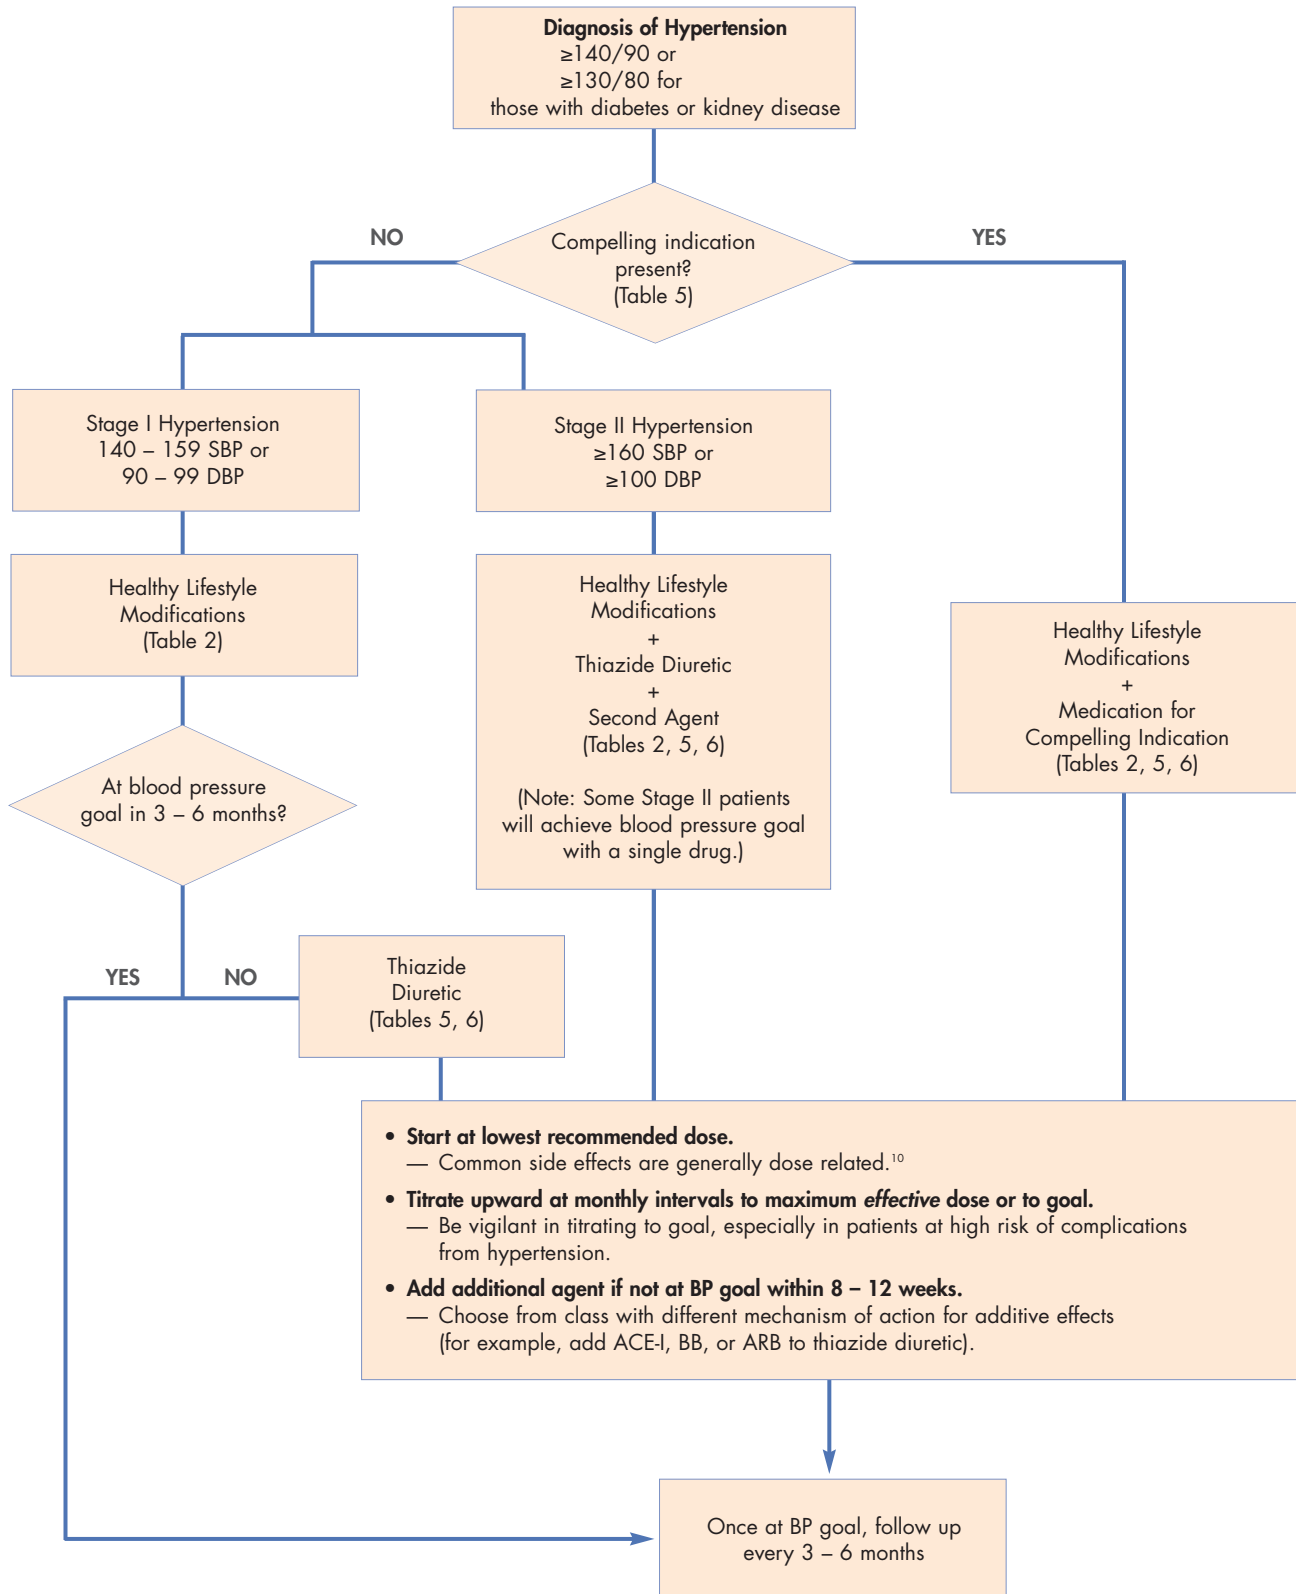 Diagnosis of Hypertension
≥140/90 or
≥130/80 for
those with diabetes or kidney disease
NO
Compelling indication
present?
(Table 5)
YES
Stage I Hypertension
140 – 159 SBP or
90 – 99 DBP
Stage II Hypertension
≥160 SBP or
≥100 DBP
Healthy Lifestyle
Modifications
(Table 2)
Healthy Lifestyle
Modifications
+
Thiazide Diuretic
+
Second Agent
(Tables 2, 5, 6)
(Note: Some Stage II patients
will achieve blood pressure goal
with a single drug.)
Healthy Lifestyle
Modifications
+
Medication for
Compelling Indication
(Tables 2, 5, 6)
At blood pressure
goal in 3 – 6 months?
YES
NO
Thiazide
Diuretic
(Tables 5, 6)
• Start at lowest recommended dose.
— Common side effects are generally dose related.¹⁰
• Titrate upward at monthly intervals to maximum effective dose or to goal.
— Be vigilant in titrating to goal, especially in patients at high risk of complications
from hypertension.
• Add additional agent if not at BP goal within 8 – 12 weeks.
— Choose from class with different mechanism of action for additive effects
(for example, add ACE-I, BB, or ARB to thiazide diuretic).
Once at BP goal, follow up
every 3 – 6 months